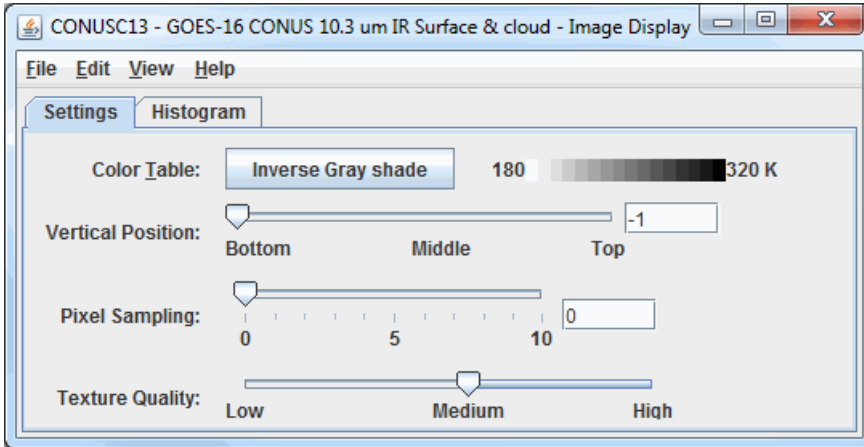 CONUSC13 - GOES-16 CONUS 10.3 um IR Surface & cloud - Image Display
File Edit View Help
Settings Histogram
Color Table: Inverse Gray shade 180 320 K
Vertical Position: -1
Bottom Middle Top
Pixel Sampling: 0
0 5 10
Texture Quality:
Low Medium High